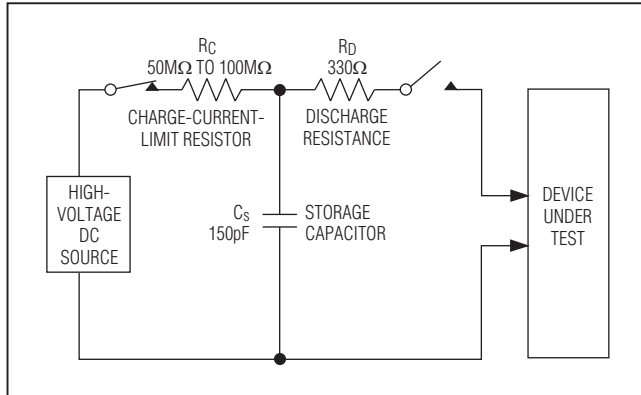 RC
50MΩ TO 100MΩ
CHARGE-CURRENT-
LIMIT RESISTOR
RD
330Ω
DISCHARGE
RESISTANCE
HIGH-
VOLTAGE
DC
SOURCE
CS
150pF
STORAGE
CAPACITOR
DEVICE
UNDER
TEST